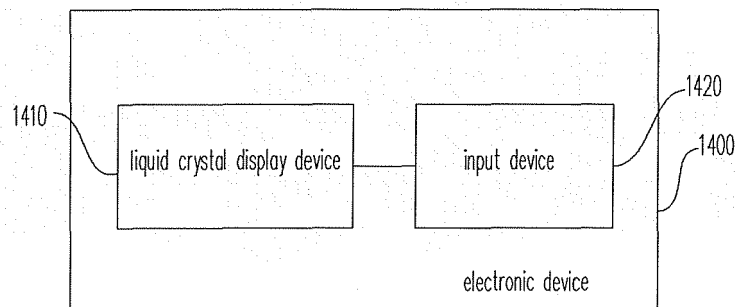 1420
1410
liquid crystal display device
input device
1400
electronic device